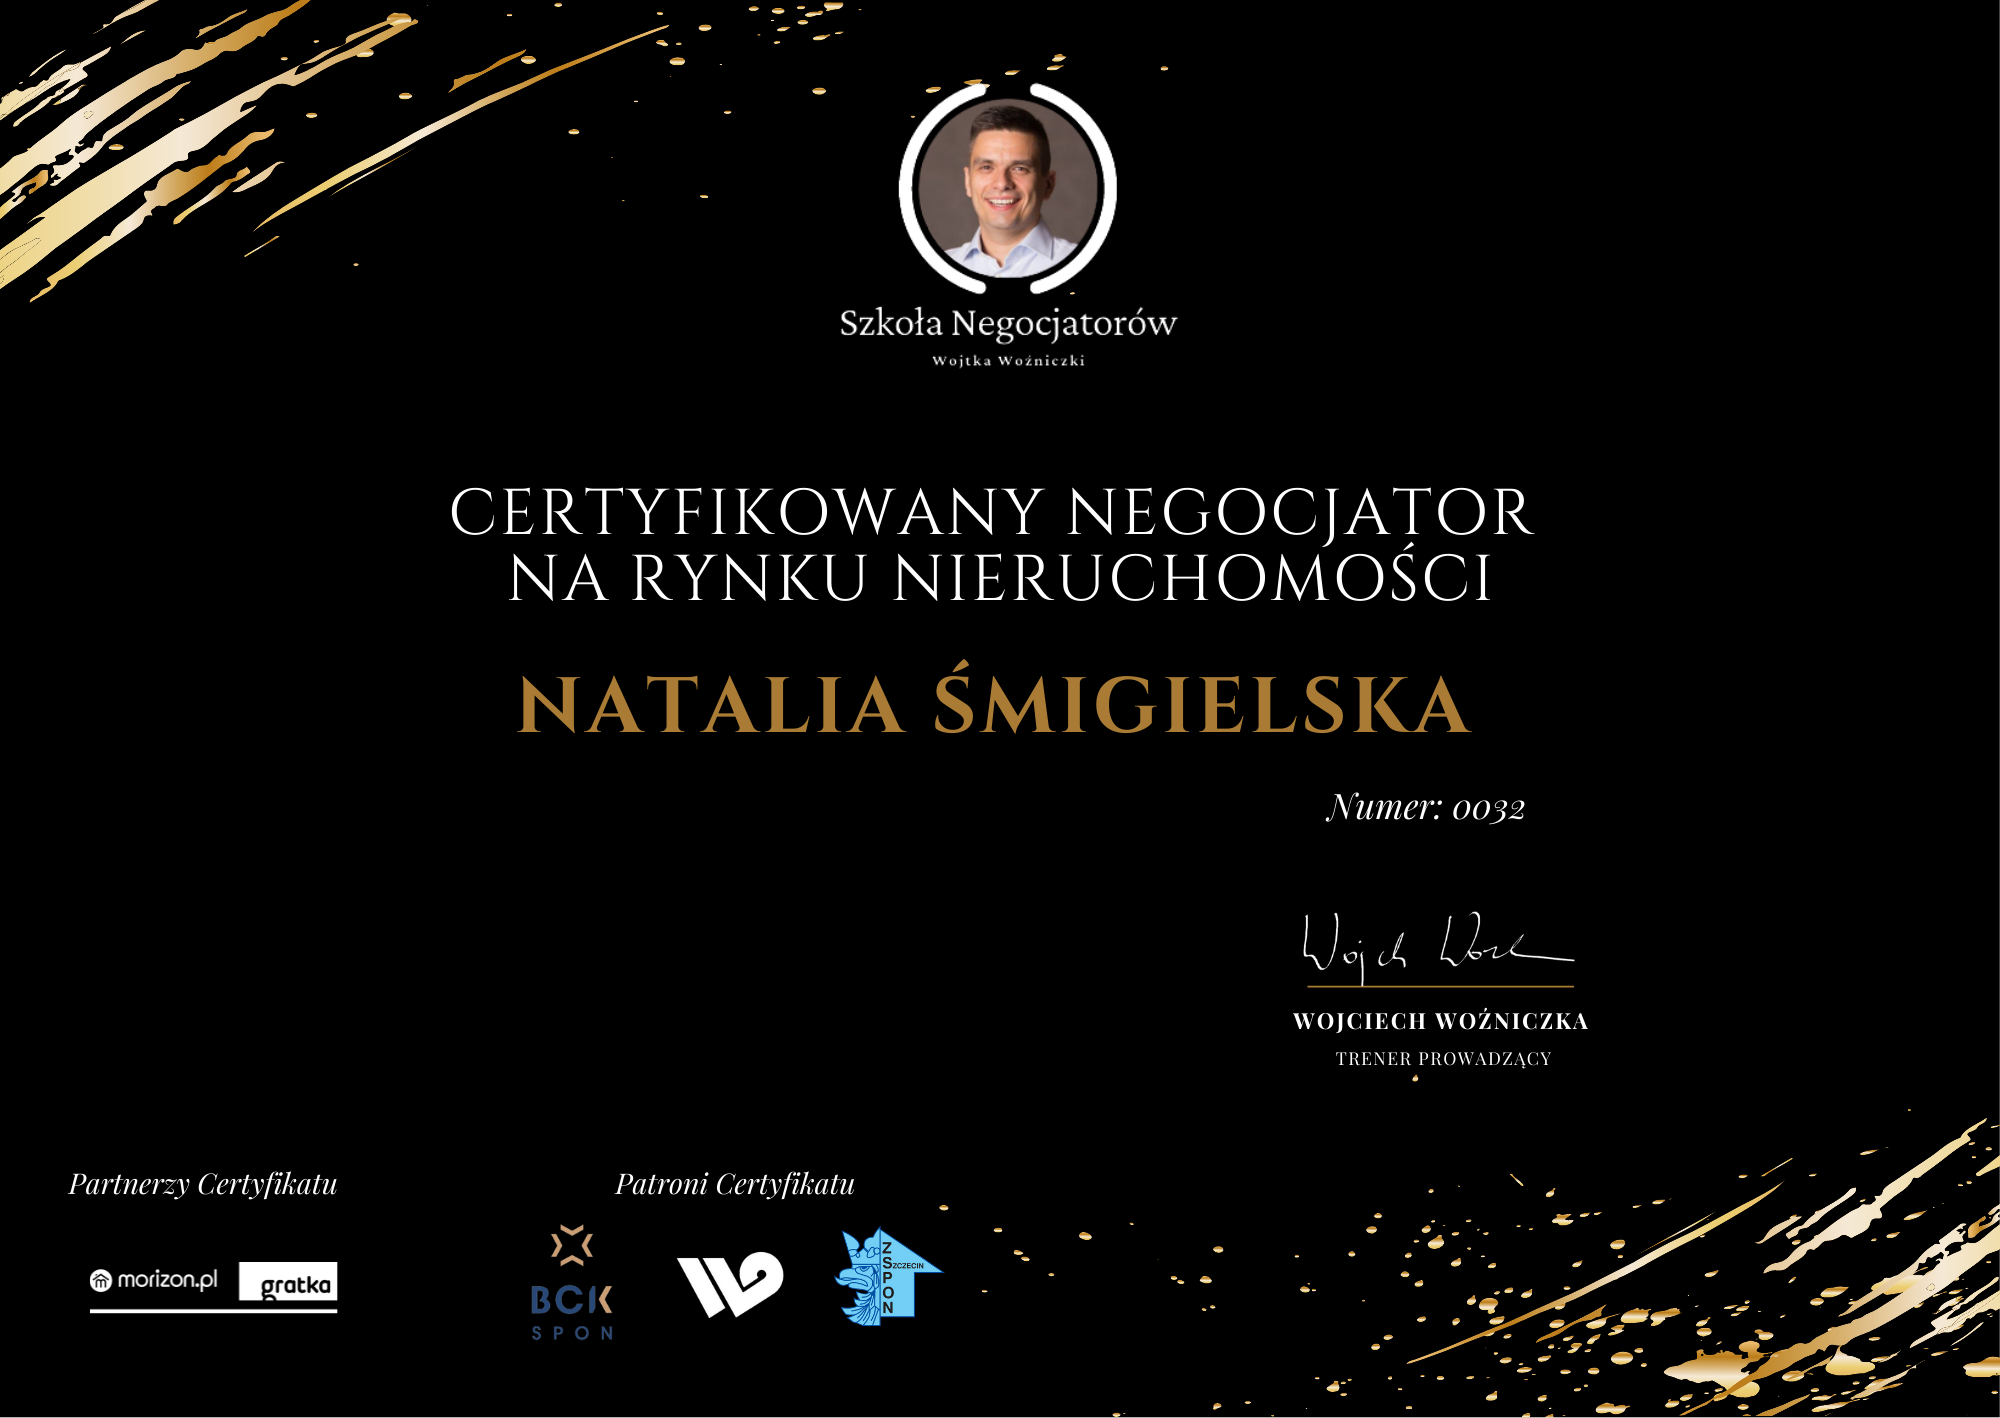 Szkoła Negocjatorów
Wojtka Woźniczki
CERTYFIKOWANY NEGOCJATOR
NA RYNKU NIERUCHOMOŚCI
NATALIA ŚMIGIELSKA
Numer: 0032
WOJCIECH WOŹNICZKA
TRENER PROWADZĄCY
Partnerzy Certyfikatu
Patroni Certyfikatu
morizon.pl gratka
BCK
SPON
ZSPON
SZCZECIN